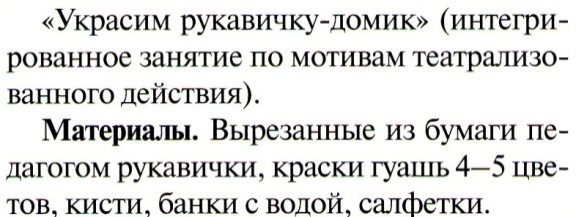 «Украсим рукавичку-домик» (интегри-
рованное занятие по мотивам театрализо-
ванного действия).
Материалы. Вырезанные из бумаги пе-
дагогом рукавички, краски гуашь 4–5 цве-
тов, кисти, банки с водой, салфетки.